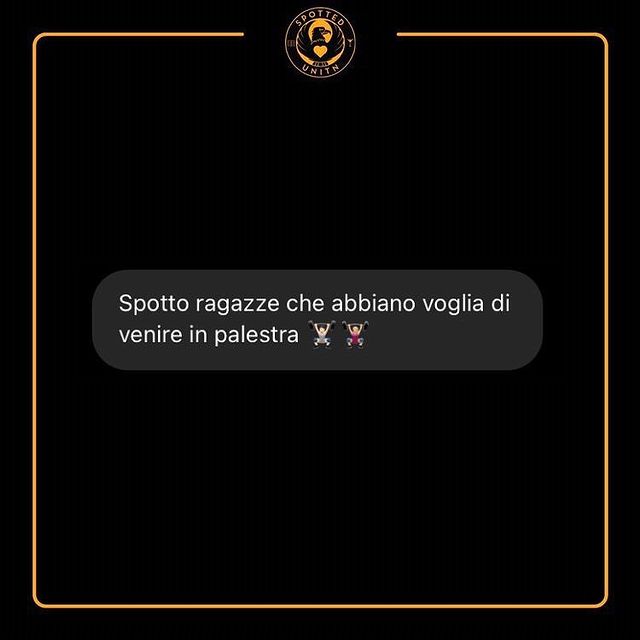 SPOTTED
UNITN
Spotto ragazze che abbiano voglia di
venire in palestra 🏋🏻‍♂️🏋🏼‍♀️